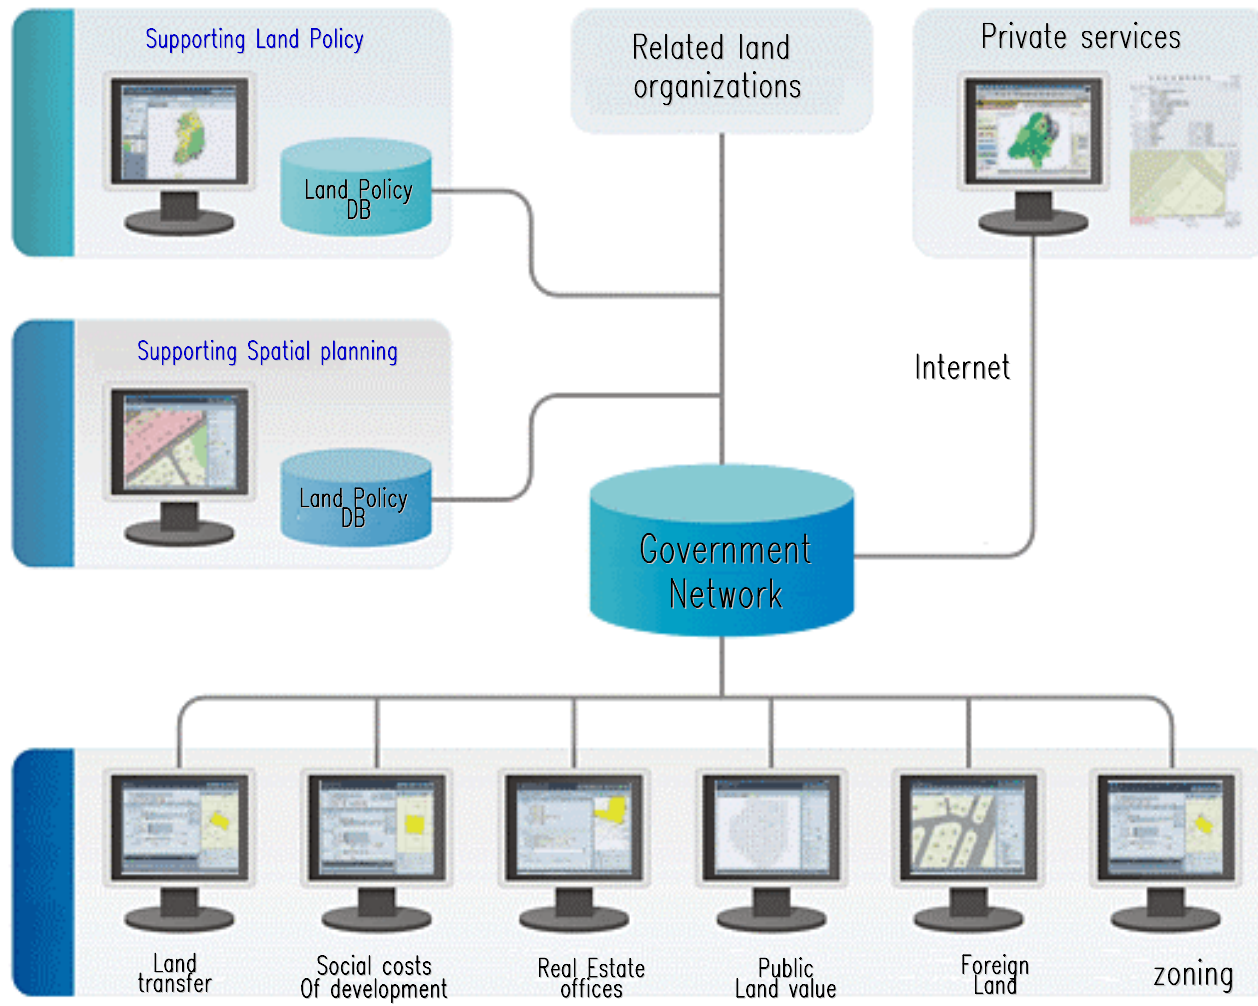 Supporting Land Policy
Land Policy
DB
Related land
organizations
Private services
Supporting Spatial planning
Land Policy
DB
Internet
Government
Network
Land
transfer
Social costs
Of development
Real Estate
offices
Public
Land value
Foreign
Land
zoning